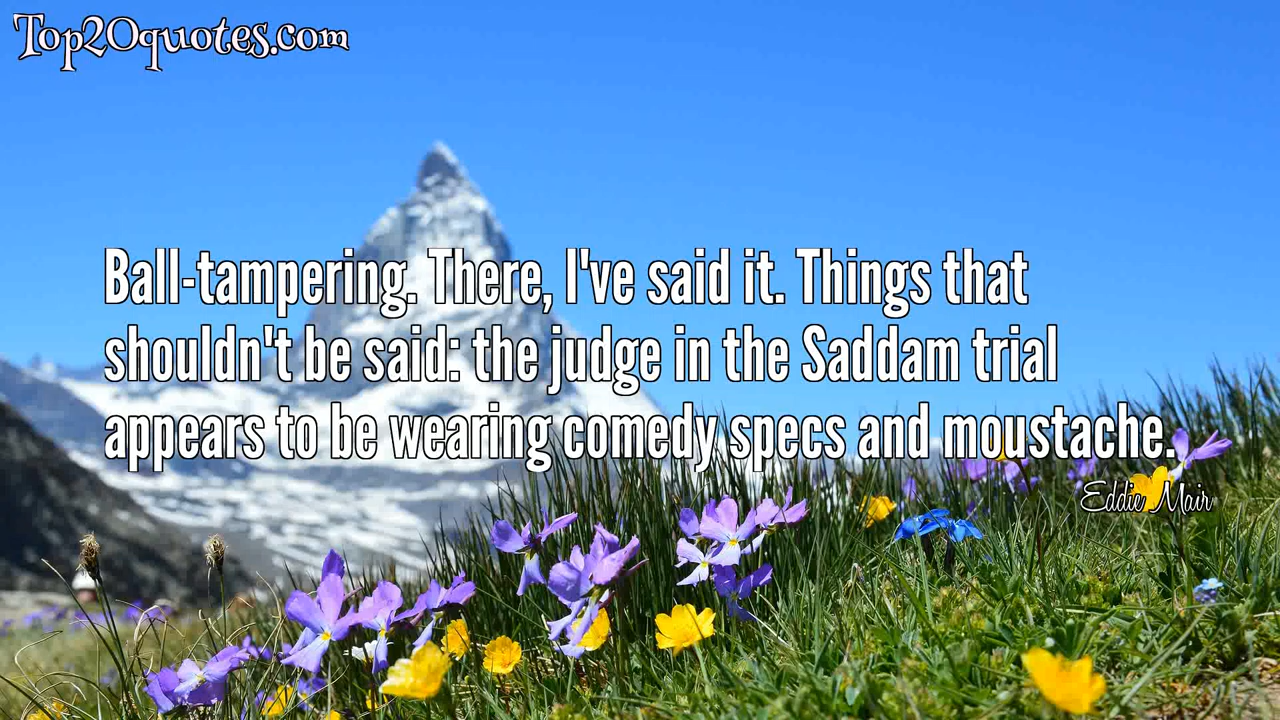 Top20quotes.com
Ball-tampering. There, I've said it. Things that
shouldn't be said: the judge in the Saddam trial
appears to be wearing comedy specs and moustache.
Eddie Mair